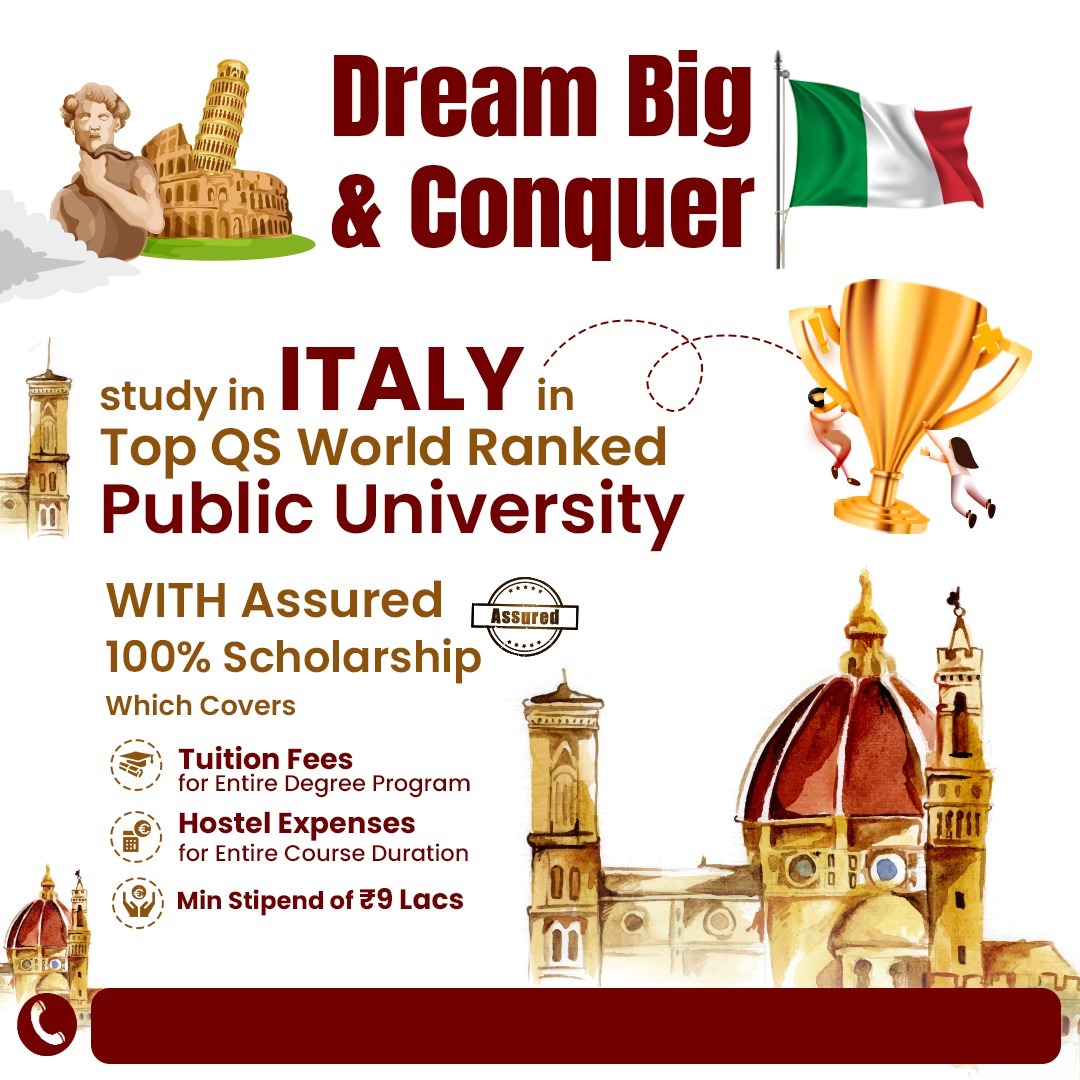 Dream Big
& Conquer
study in ITALY in
Top QS World Ranked
Public University
WITH Assured
100% Scholarship
Assured
Which Covers
Tuition Fees
for Entire Degree Program
Hostel Expenses
for Entire Course Duration
Min Stipend of ₹9 Lacs